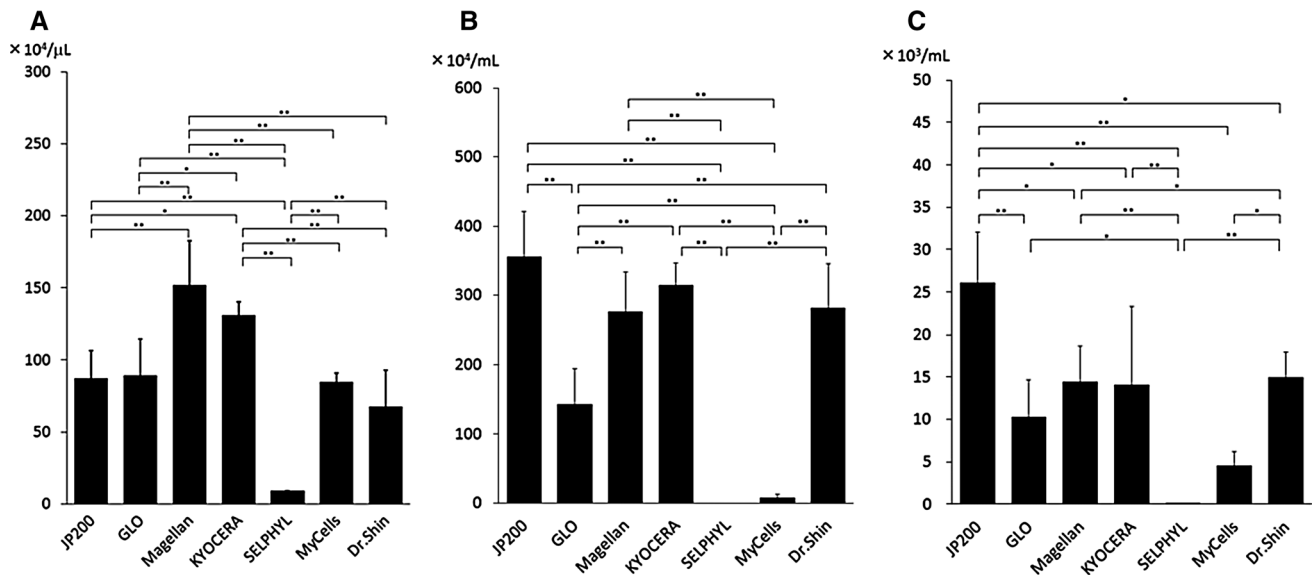 A
× 10⁴/μL
300
250
200
150
100
50
0
JP200
GLO
Magellan
KYOCERA
SELPHYL
MyCells
Dr.Shin
B
× 10⁴/mL
600
500
400
300
200
100
0
JP200
GLO
Magellan
KYOCERA
SELPHYL
MyCells
Dr.Shin
C
× 10³/mL
50
45
40
35
30
25
20
15
10
5
0
JP200
GLO
Magellan
KYOCERA
SELPHYL
MyCells
Dr.Shin